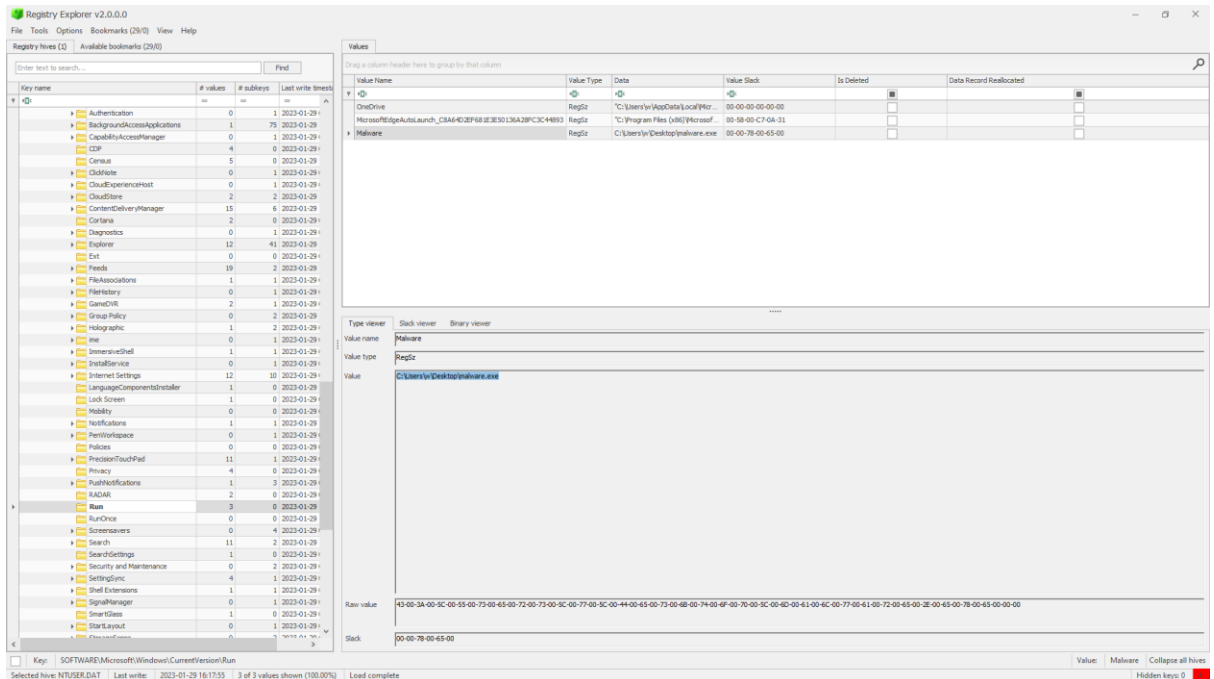 Registry Explorer v2.0.0.0
File Tools Options Bookmarks (29/0) View Help
Registry hives (1) Available bookmarks (29/0)
Enter text to search... Find
Key name # values # subkeys Last write timesta
= = =
Authentication 0 1 2023-01-29
BackgroundAccessApplications 1 75 2023-01-29
CapabilityAccessManager 0 1 2023-01-29
CDP 4 0 2023-01-29
Census 5 0 2023-01-29
ClickNote 0 1 2023-01-29
CloudExperienceHost 0 1 2023-01-29
CloudStore 2 2 2023-01-29
ContentDeliveryManager 15 6 2023-01-29
Cortana 2 0 2023-01-29
Diagnostics 0 1 2023-01-29
Explorer 12 41 2023-01-29
Ext 0 0 2023-01-29
Feeds 19 2 2023-01-29
FileAssociations 1 1 2023-01-29
FileHistory 0 1 2023-01-29
GameDVR 2 1 2023-01-29
Group Policy 0 2 2023-01-29
Holographic 1 2 2023-01-29
ime 0 1 2023-01-29
ImmersiveShell 1 1 2023-01-29
InstallService 0 1 2023-01-29
Internet Settings 12 10 2023-01-29
LanguageComponentsInstaller 1 0 2023-01-29
Lock Screen 1 0 2023-01-29
Mobility 0 0 2023-01-29
Notifications 1 1 2023-01-29
PenWorkspace 0 1 2023-01-29
Policies 0 0 2023-01-29
PrecisionTouchPad 11 1 2023-01-29
Privacy 4 0 2023-01-29
PushNotifications 1 3 2023-01-29
RADAR 2 0 2023-01-29
Run 3 0 2023-01-29
RunOnce 0 0 2023-01-29
Screensavers 0 4 2023-01-29
Search 11 2 2023-01-29
SearchSettings 1 0 2023-01-29
Security and Maintenance 0 2 2023-01-29
SettingSync 4 1 2023-01-29
Shell Extensions 1 1 2023-01-29
SignalManager 0 1 2023-01-29
SmartGlass 1 0 2023-01-29
StartLayout 0 1 2023-01-29
Values
Drag a column header here to group by that column
Value Name Value Type Data Value Slack Is Deleted Data Record Reallocated
OneDrive RegSz "C:\Users\v\AppData\Local\Micr... 00-00-00-00-00-00
MicrosoftEdgeAutoLaunch_C8A64D2EF681E3E50136A28FC3C44893 RegSz "C:\Program Files (x86)\Microsof... 00-58-00-C7-0A-31
Malware RegSz C:\Users\w\Desktop\malware.exe 00-00-78-00-65-00
Type viewer Slack viewer Binary viewer
Value name Malware
Value type RegSz
Value C:\Users\w\Desktop\malware.exe
Raw value 43-00-3A-00-5C-00-55-00-73-00-65-00-72-00-73-00-5C-00-77-00-5C-00-44-00-65-00-73-00-6B-00-74-00-6F-00-70-00-5C-00-6D-00-61-00-6C-00-77-00-61-00-72-00-65-00-2E-00-65-00-78-00-65-00-00-00
Slack 00-00-78-00-65-00
Key: SOFTWARE\Microsoft\Windows\CurrentVersion\Run Value: Malware Collapse all hives
Selected hive: NTUSER.DAT Last write: 2023-01-29 16:17:55 3 of 3 values shown (100.00%) Load complete Hidden keys: 0